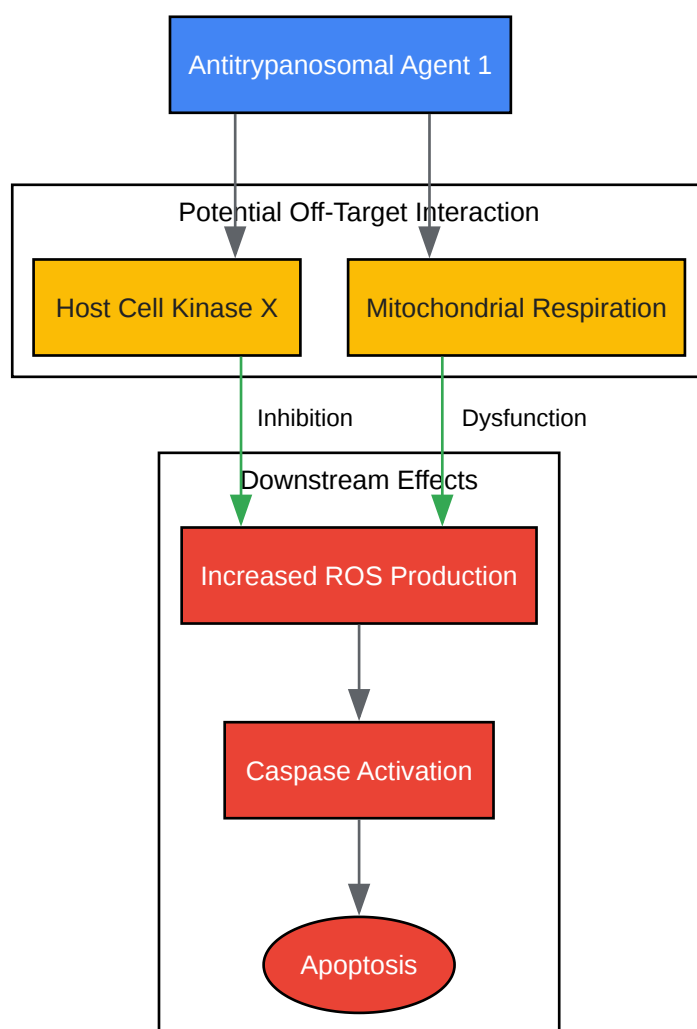 Antitrypanosomal Agent 1
Potential Off-Target Interaction
Host Cell Kinase X
Mitochondrial Respiration
Inhibition
Dysfunction
Downstream Effects
Increased ROS Production
Caspase Activation
Apoptosis